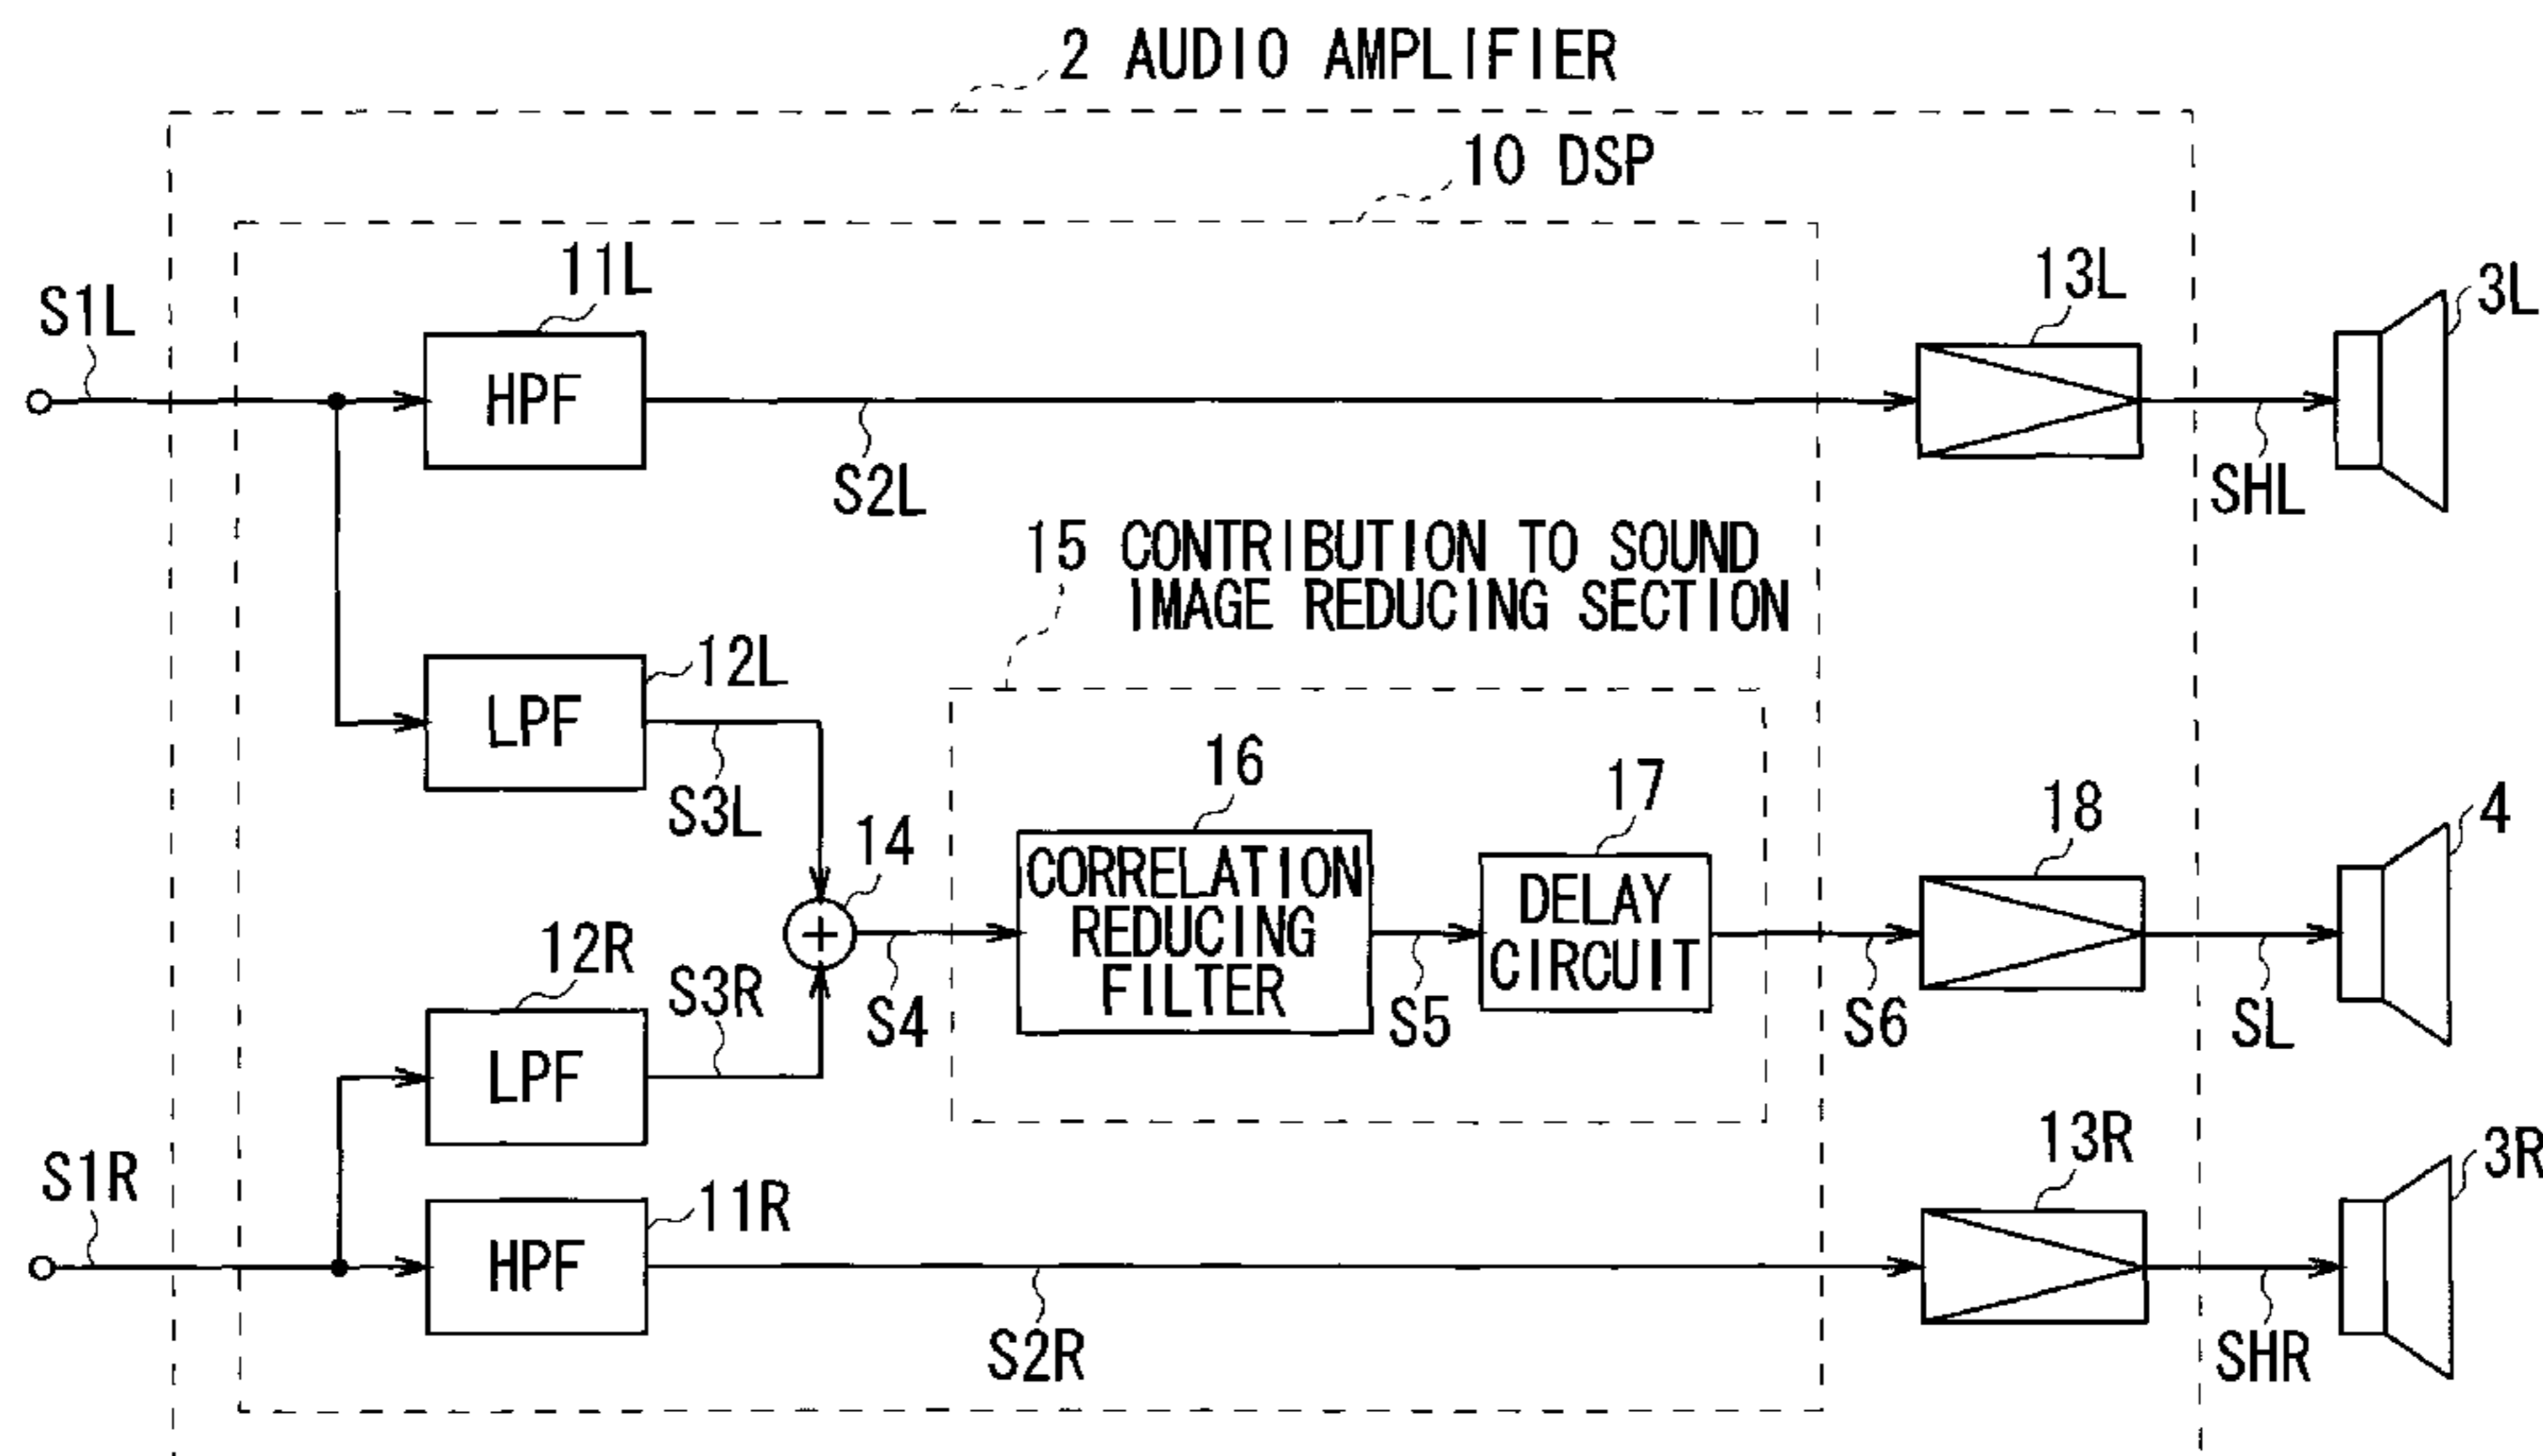 2 AUDIO AMPLIFIER
10 DSP
11L
13L
3L
S1L
HPF
S2L
SHL
15 CONTRIBUTION TO SOUND
IMAGE REDUCING SECTION
12L
LPF
S3L
14
16
17
18
4
CORRELATION
REDUCING
FILTER
DELAY
CIRCUIT
12R
S3R
S4
S5
S6
SL
LPF
13R
3R
S1R
11R
HPF
S2R
SHR